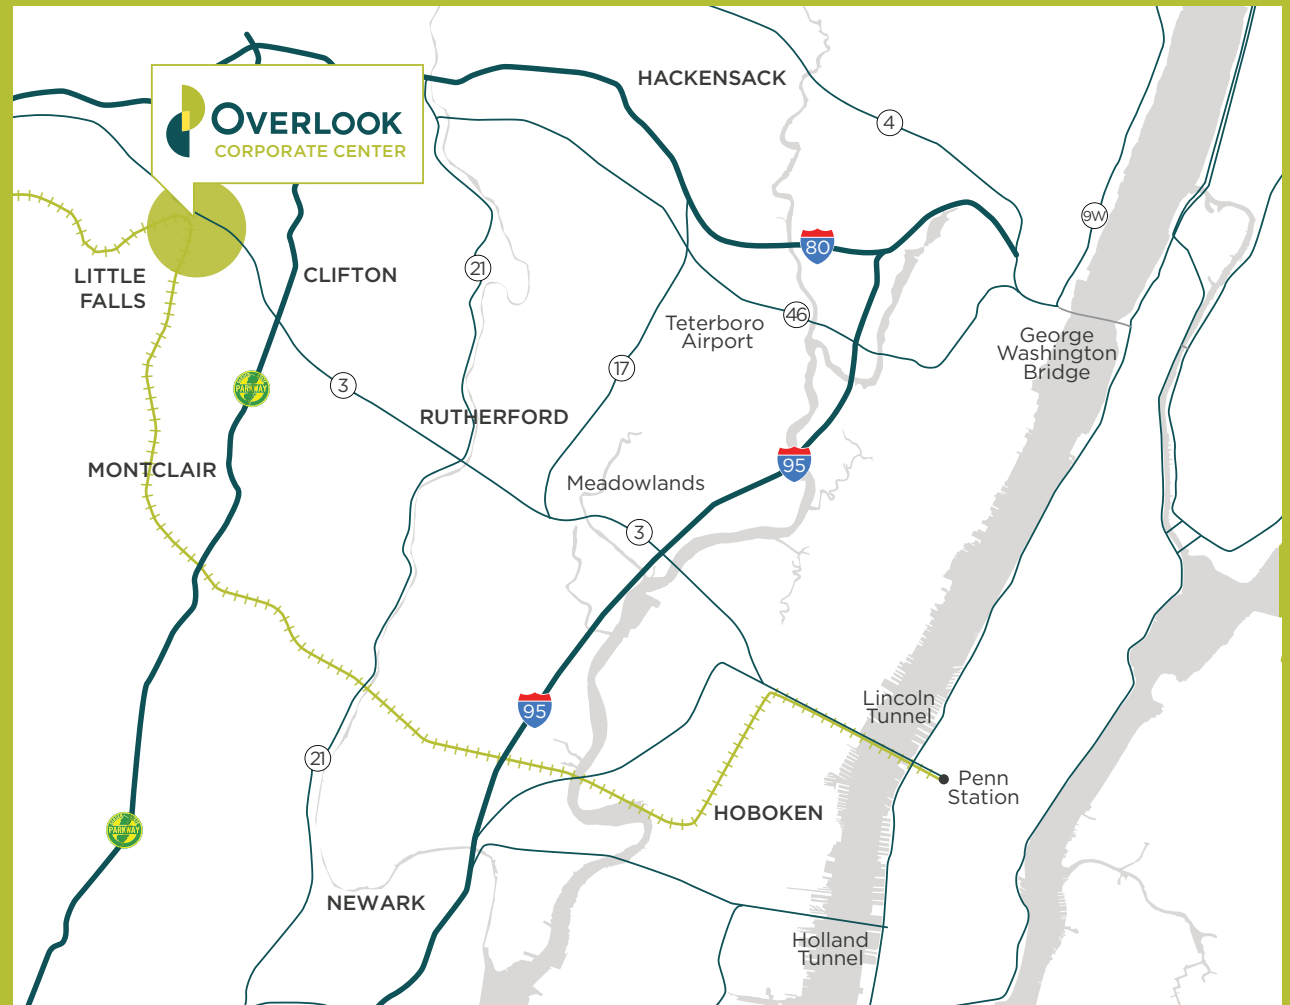 HACKENSACK
OVERLOOK
CORPORATE CENTER
4
9W
80
21
LITTLE
FALLS
CLIFTON
46
Teterboro
Airport
George
Washington
Bridge
17
PARKWAY
3
RUTHERFORD
MONTCLAIR
95
Meadowlands
3
Lincoln
Tunnel
95
21
Penn
Station
HOBOKEN
PARKWAY
NEWARK
Holland
Tunnel